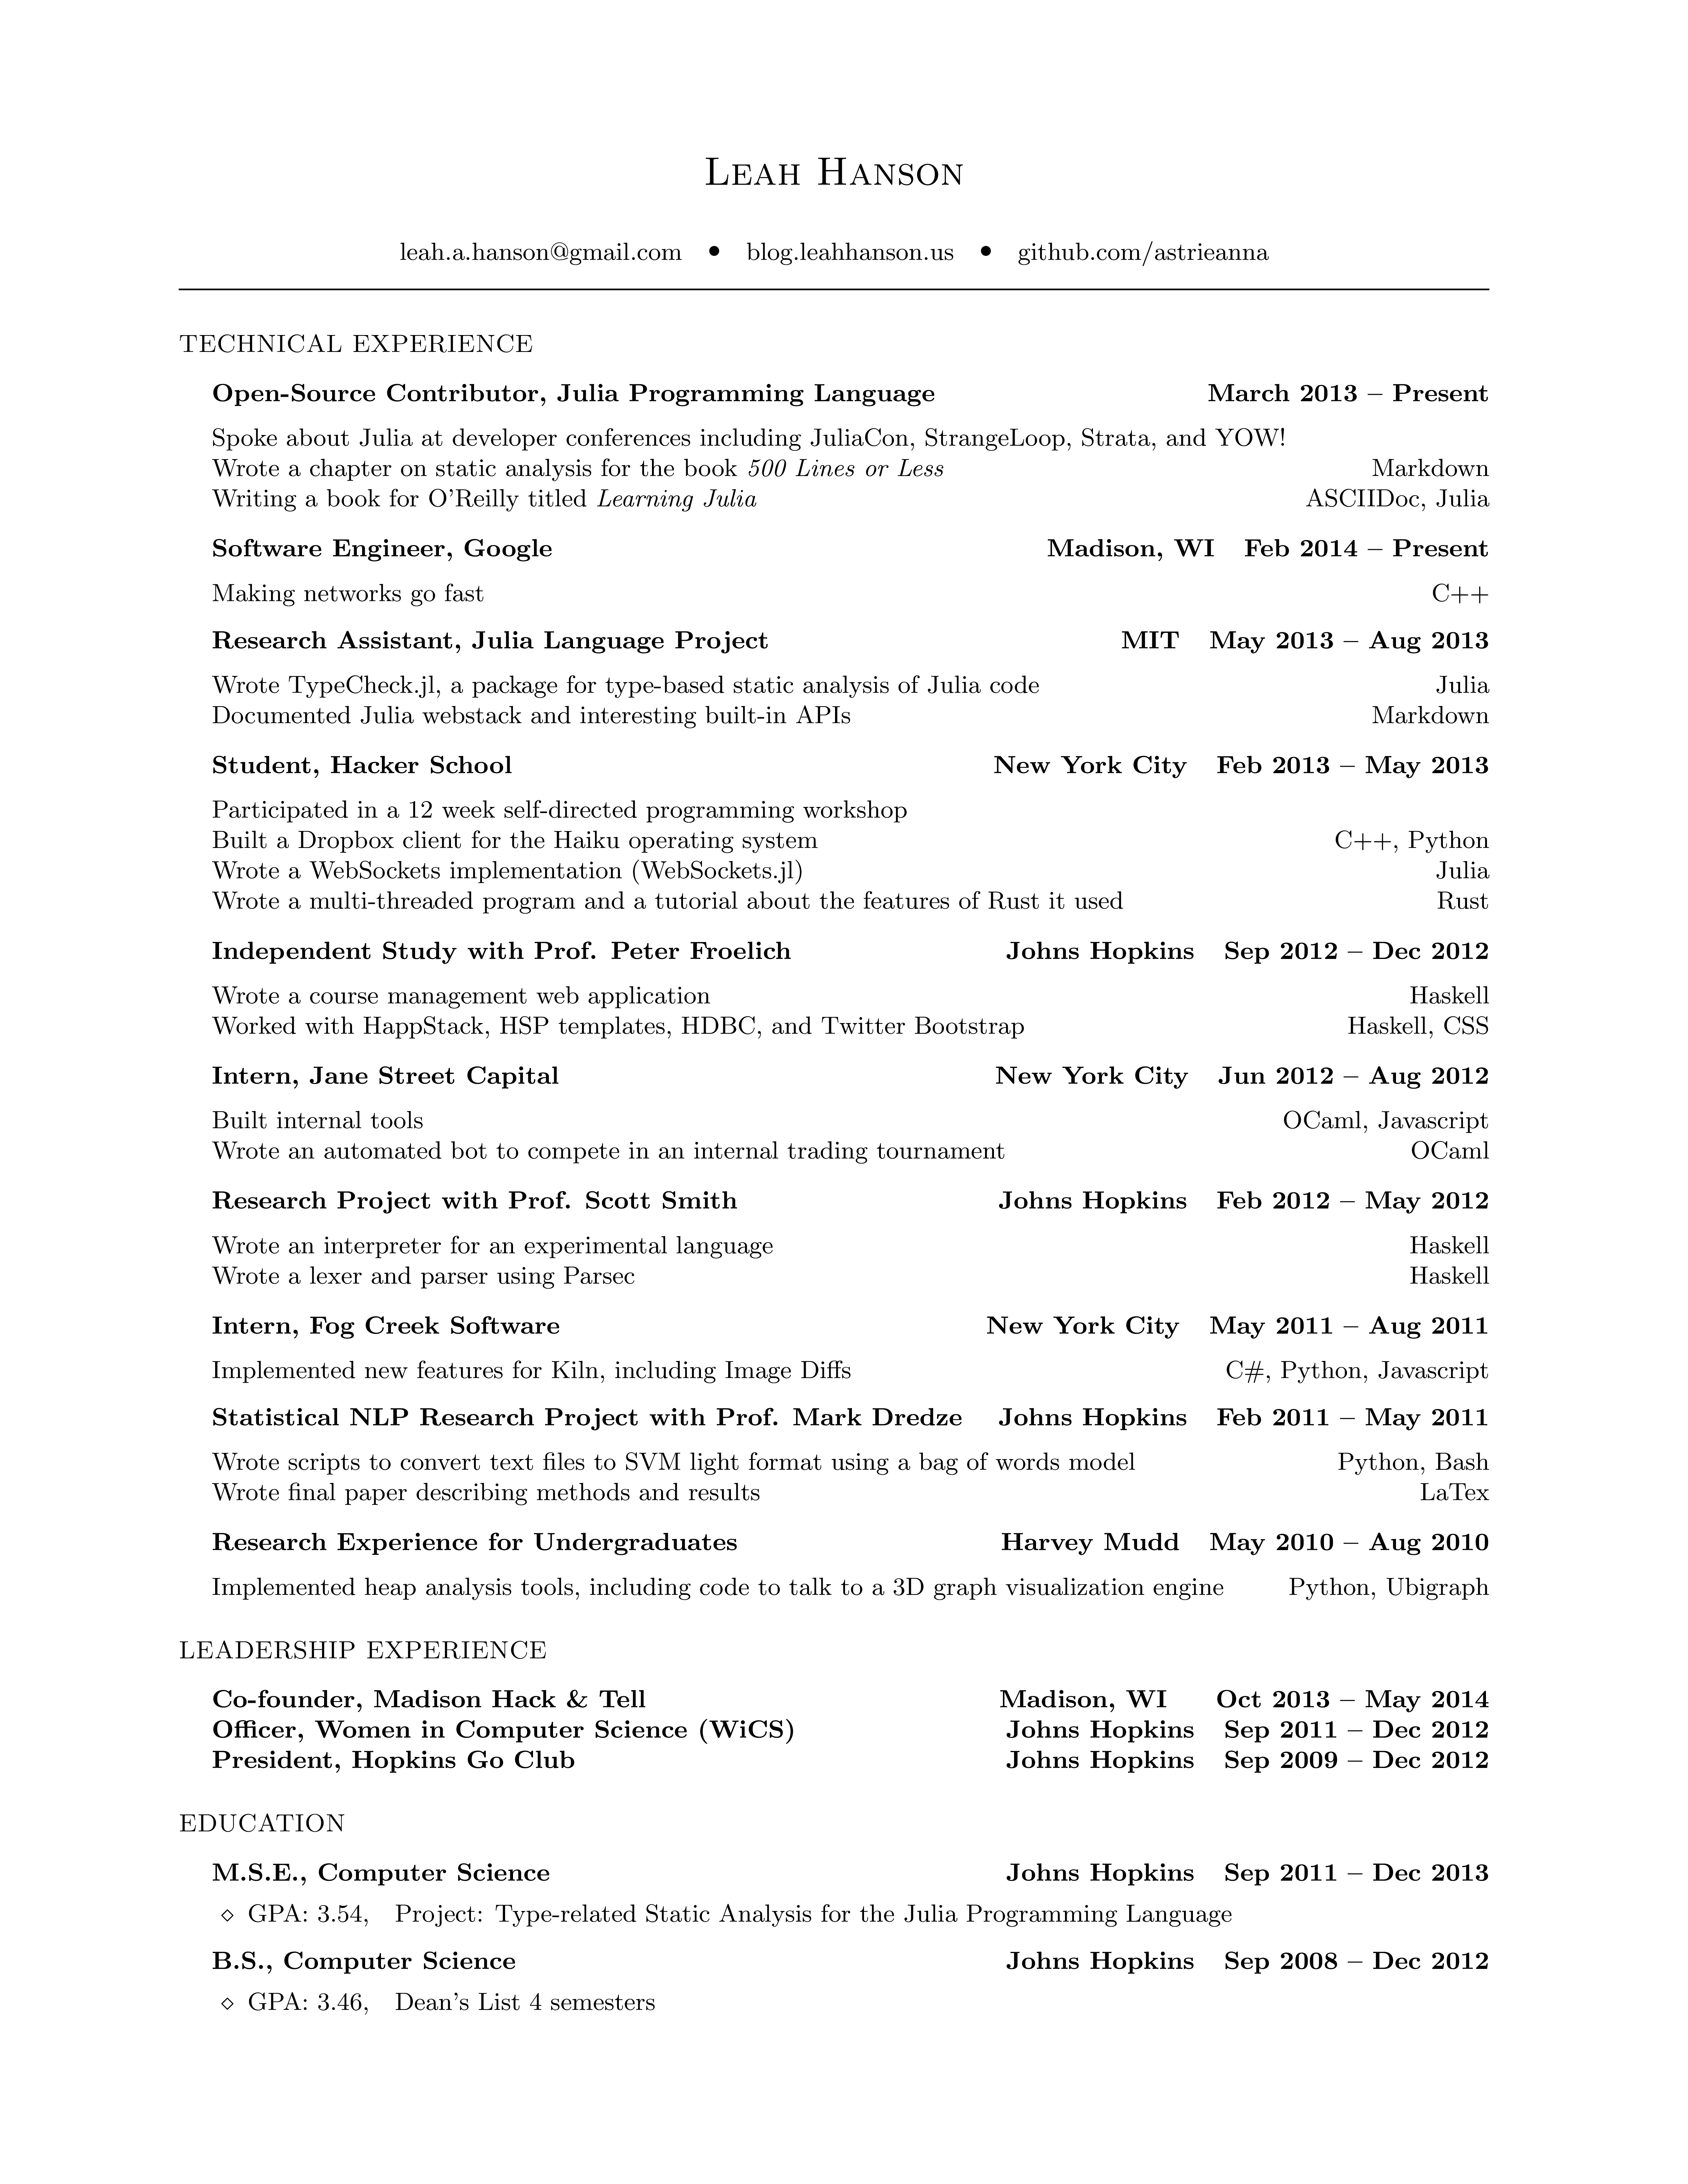 Leah Hanson
leah.a.hanson@gmail.com • blog.leahhanson.us • github.com/astrieanna
TECHNICAL EXPERIENCE
Open-Source Contributor, Julia Programming Language March 2013 – Present
Spoke about Julia at developer conferences including JuliaCon, StrangeLoop, Strata, and YOW!
Wrote a chapter on static analysis for the book 500 Lines or Less Markdown
Writing a book for O'Reilly titled Learning Julia ASCIIDoc, Julia
Software Engineer, Google Madison, WI Feb 2014 – Present
Making networks go fast C++
Research Assistant, Julia Language Project MIT May 2013 – Aug 2013
Wrote TypeCheck.jl, a package for type-based static analysis of Julia code Julia
Documented Julia webstack and interesting built-in APIs Markdown
Student, Hacker School New York City Feb 2013 – May 2013
Participated in a 12 week self-directed programming workshop
Built a Dropbox client for the Haiku operating system C++, Python
Wrote a WebSockets implementation (WebSockets.jl) Julia
Wrote a multi-threaded program and a tutorial about the features of Rust it used Rust
Independent Study with Prof. Peter Froelich Johns Hopkins Sep 2012 – Dec 2012
Wrote a course management web application Haskell
Worked with HappStack, HSP templates, HDBC, and Twitter Bootstrap Haskell, CSS
Intern, Jane Street Capital New York City Jun 2012 – Aug 2012
Built internal tools OCaml, Javascript
Wrote an automated bot to compete in an internal trading tournament OCaml
Research Project with Prof. Scott Smith Johns Hopkins Feb 2012 – May 2012
Wrote an interpreter for an experimental language Haskell
Wrote a lexer and parser using Parsec Haskell
Intern, Fog Creek Software New York City May 2011 – Aug 2011
Implemented new features for Kiln, including Image Diffs C#, Python, Javascript
Statistical NLP Research Project with Prof. Mark Dredze Johns Hopkins Feb 2011 – May 2011
Wrote scripts to convert text files to SVM light format using a bag of words model Python, Bash
Wrote final paper describing methods and results LaTex
Research Experience for Undergraduates Harvey Mudd May 2010 – Aug 2010
Implemented heap analysis tools, including code to talk to a 3D graph visualization engine Python, Ubigraph
LEADERSHIP EXPERIENCE
Co-founder, Madison Hack & Tell Madison, WI Oct 2013 – May 2014
Officer, Women in Computer Science (WiCS) Johns Hopkins Sep 2011 – Dec 2012
President, Hopkins Go Club Johns Hopkins Sep 2009 – Dec 2012
EDUCATION
M.S.E., Computer Science Johns Hopkins Sep 2011 – Dec 2013
⋄ GPA: 3.54, Project: Type-related Static Analysis for the Julia Programming Language
B.S., Computer Science Johns Hopkins Sep 2008 – Dec 2012
⋄ GPA: 3.46, Dean's List 4 semesters